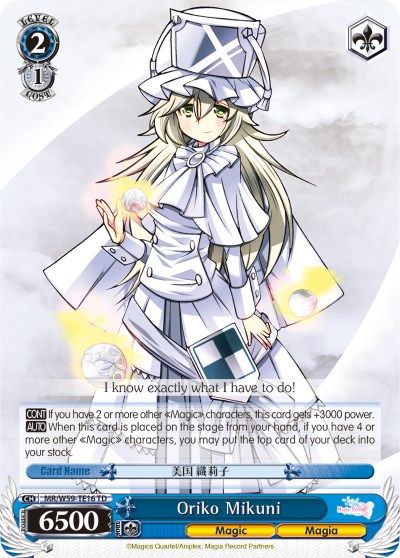 LEVEL
2
1
COST
I know exactly what I have to do!
CONT If you have 2 or more other «Magic» characters, this card gets +3000 power.
AUTO When this card is placed on the stage from your hand, if you have 4 or more other «Magic» characters, you may put the top card of your deck into your stock.
Card Name 美国 織莉子
CH MR/W59-TE16 TD
POWER 6500
SOUL
Oriko Mikuni
Magic Magia
©Magica Quartet/Aniplex, Magia Record Partners